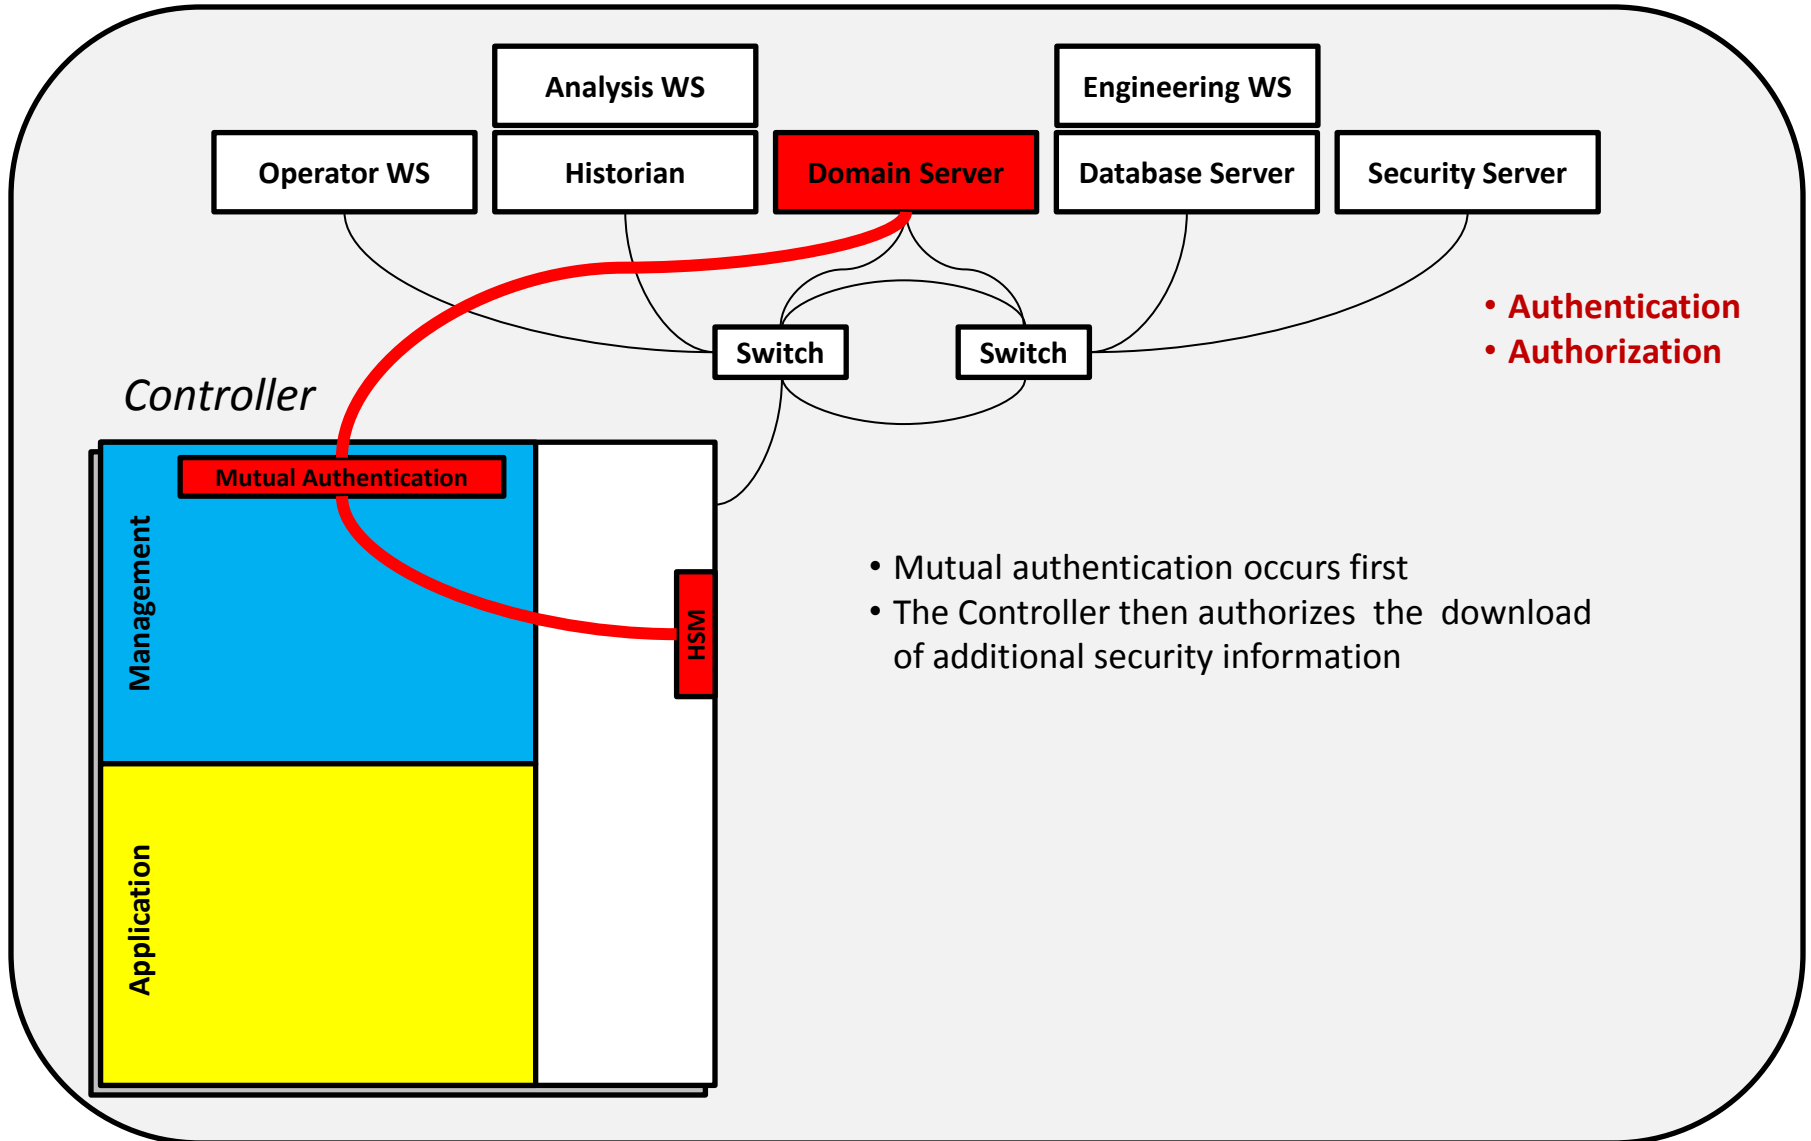 Analysis WS
Engineering WS
Operator WS
Historian
Domain Server
Database Server
Security Server
• Authentication
• Authorization
Switch
Switch
Controller
Mutual Authentication
Management
HSM
• Mutual authentication occurs first
• The Controller then authorizes the download
of additional security information
Application